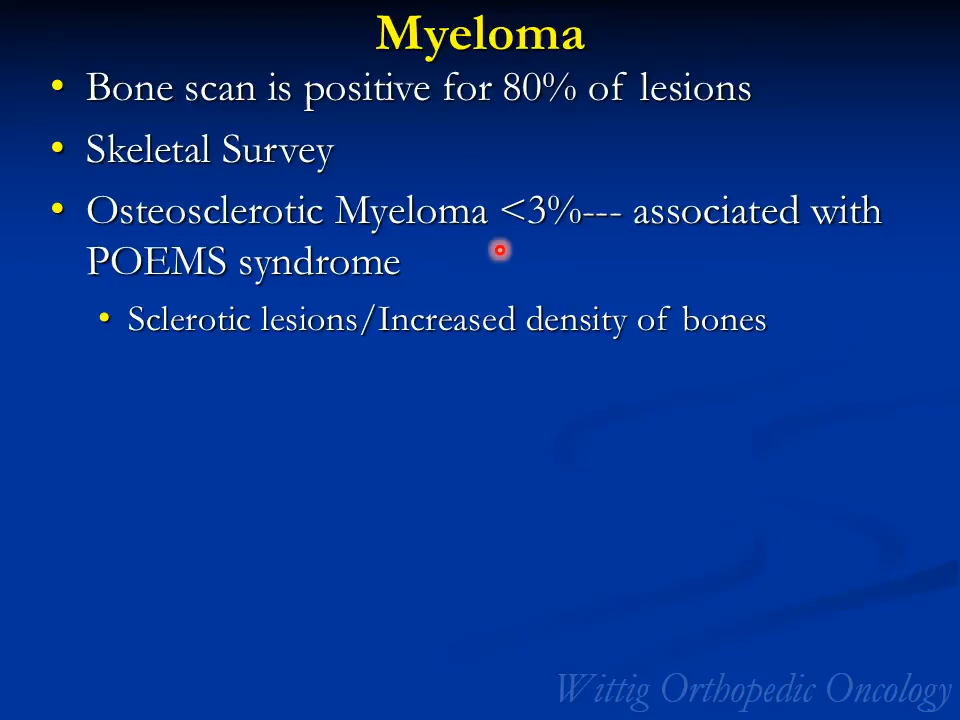 Myeloma
• Bone scan is positive for 80% of lesions
• Skeletal Survey
• Osteosclerotic Myeloma <3%--- associated with
POEMS syndrome
• Sclerotic lesions/Increased density of bones
Wittig Orthopedic Oncology